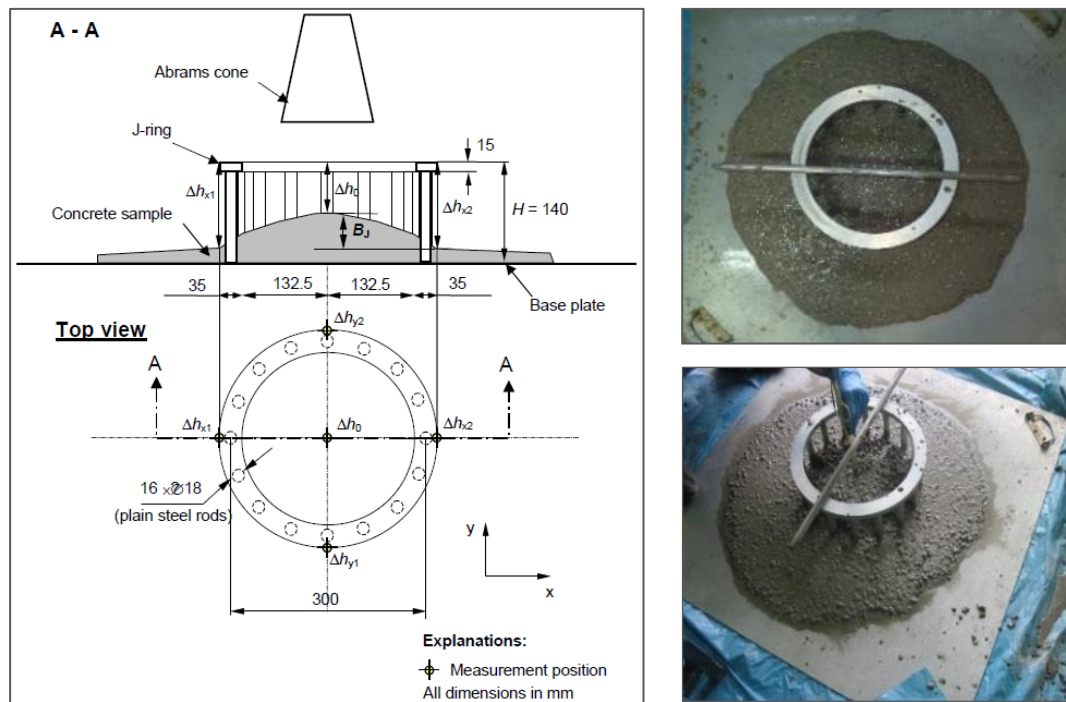 A - A
Abrams cone
J-ring
15
Δhx1
Δh0
Δhx2
H = 140
Concrete sample
BJ
35
132.5
132.5
35
Base plate
Top view
Δhy2
A
A
Δhx1
Δh0
Δhx2
16 ×∅18
(plain steel rods)
y
Δhy1
x
300
Explanations:
Measurement position
All dimensions in mm